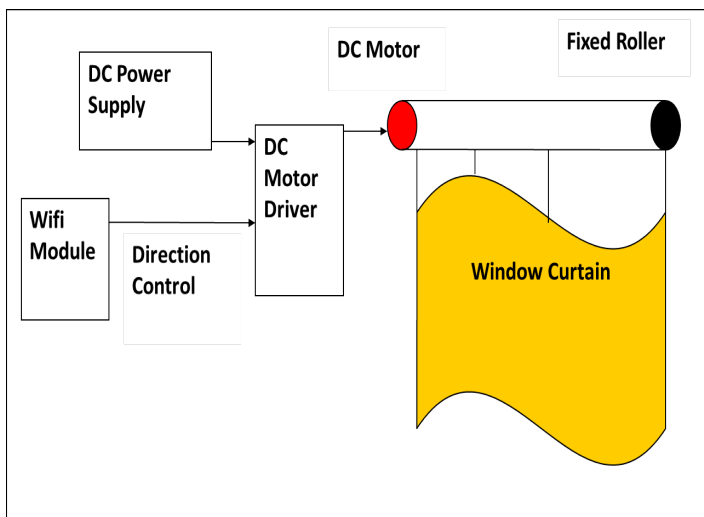 DC Power
Supply
DC Motor
Fixed Roller
DC
Motor
Driver
Wifi
Module
Direction
Control
Window Curtain